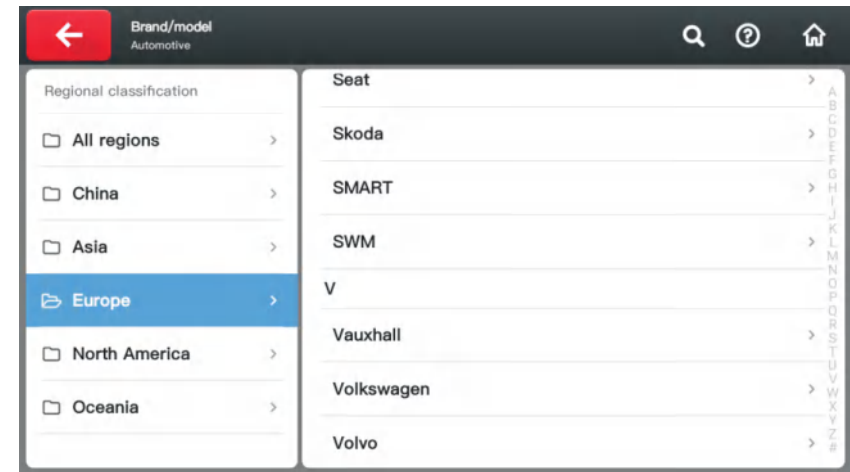 Brand/model
Automotive
Regional classification
All regions
China
Asia
Europe
North America
Oceania
Seat
Skoda
SMART
SWM
V
Vauxhall
Volkswagen
Volvo
A
B
C
D
E
F
G
H
I
J
K
L
M
N
O
P
Q
R
S
T
U
V
W
X
Y
Z
#